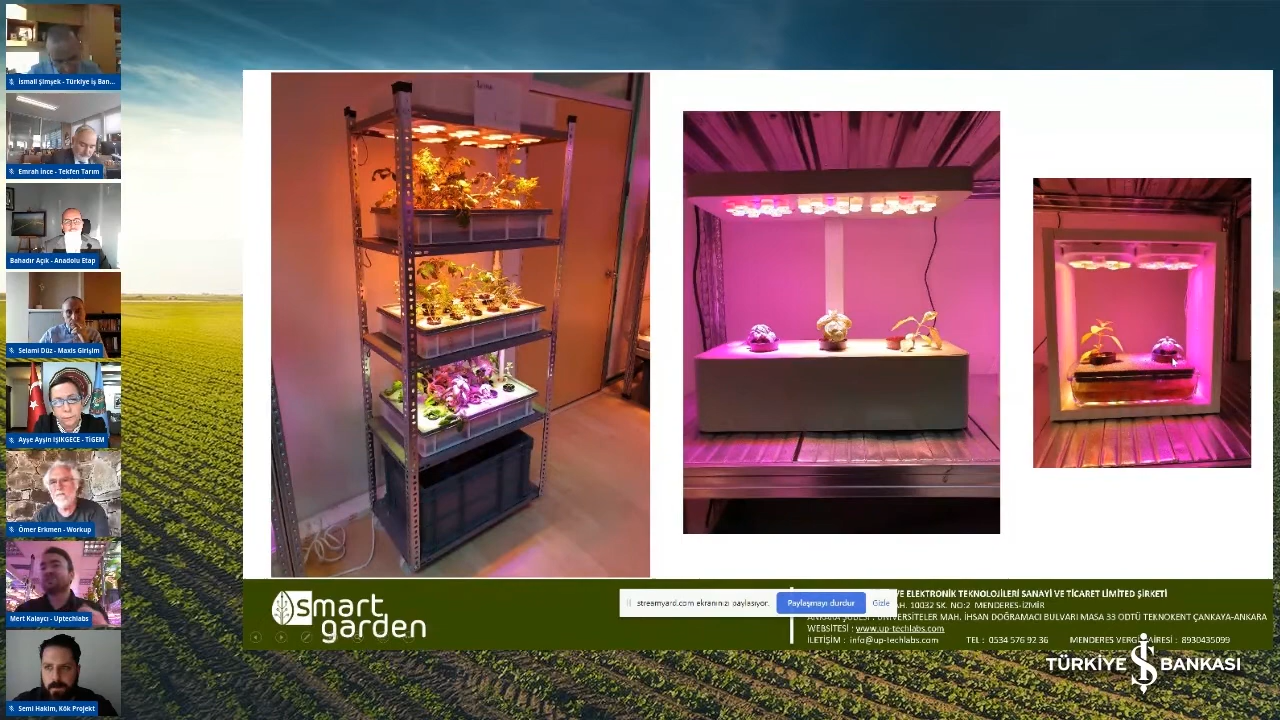 İsmail Şimşek - Türkiye İş Ban...
Emrah İnce - Tekfen Tarım
Bahadır Açık - Anadolu Etap
Selami Düz - Maxis Girişim
Ayşe Ayşin IŞIKGECE - TİGEM
Ömer Erkmen - Workup
Mert Kalaycı - Uptechlabs
Semi Hakim, Kök Projekt
smart
garden
streamyard.com ekranınızı paylaşıyor.
Paylaşmayı durdur
Gizle
VE ELEKTRONİK TEKNOLOJİLERİ SANAYİ VE TİCARET LİMİTED ŞİRKETİ
AH. 10032 SK. NO:2 MENDERES-İZMİR
ANKARA ŞUBESİ : ÜNİVERSİTELER MAH. İHSAN DOĞRAMACI BULVARI MASA 33 ODTÜ TEKNOKENT ÇANKAYA-ANKARA
WEBSİTESİ : www.up-techlabs.com
İLETİŞİM : info@up-techlabs.com TEL : 0534 576 92 36 MENDERES VERGİ DAİRESİ : 8930435099
TÜRKİYE İŞ BANKASI